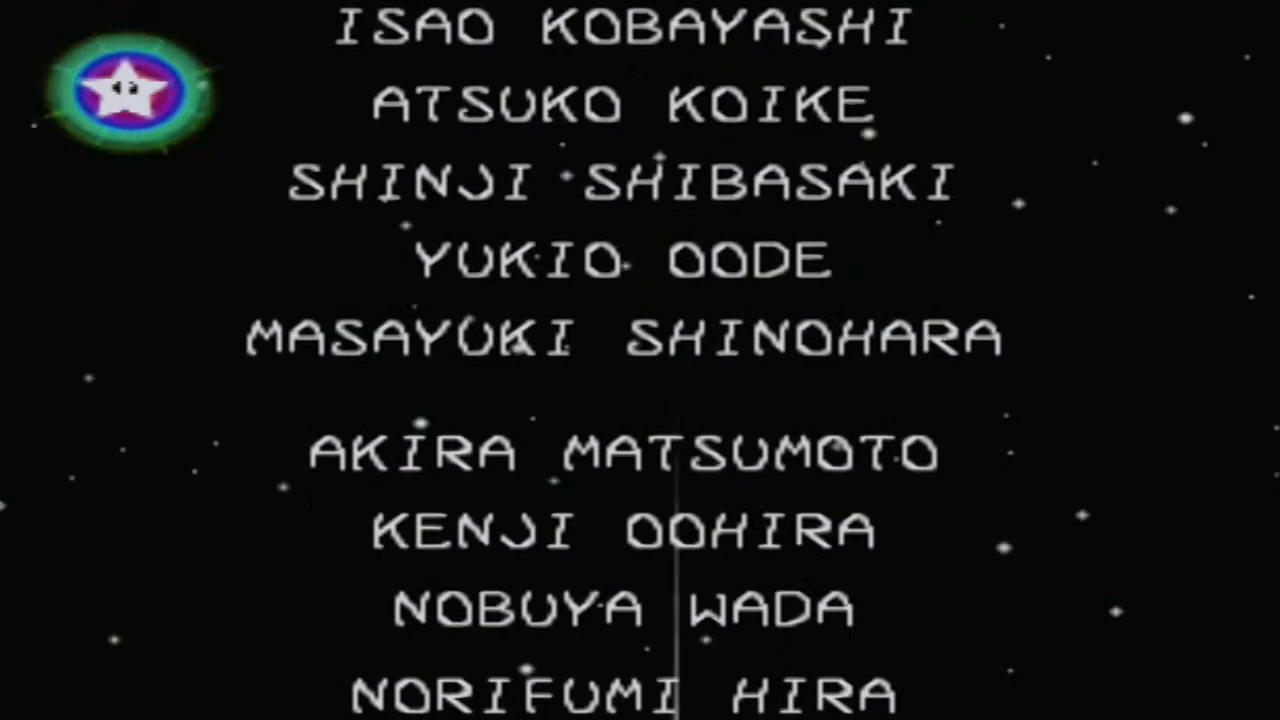 ISAO KOBAYASHI
ATSUKO KOIKE
SHINJI SHIBASAKI
YUKIO OODE
MASAYUKI SHINOHARA
AKIRA MATSUMOTO
KENJI OOHIRA
NOBUYA WADA
NORIFUMI HIRA